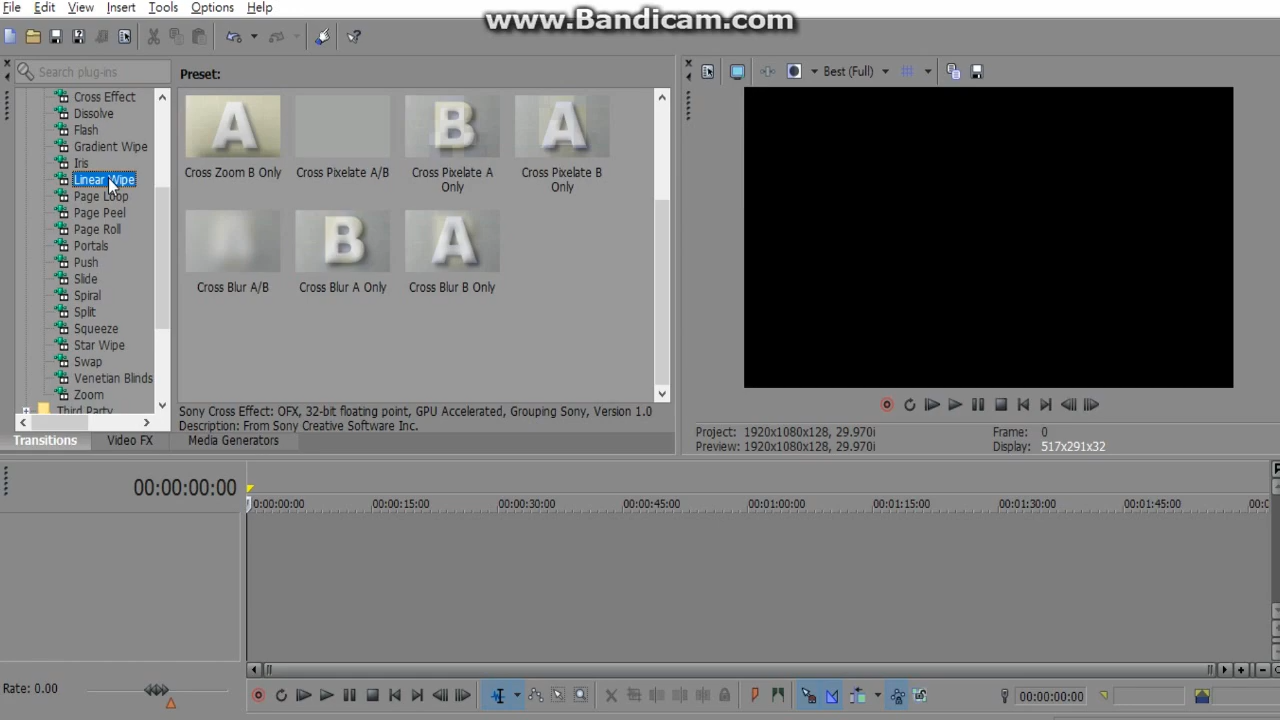 File Edit View Insert Tools Options Help
www.Bandicam.com
Search plug-ins
Preset:
Best (Full)
Cross Effect
Dissolve
Flash
Gradient Wipe
Iris
Linear Wipe
Page Loop
Page Peel
Page Roll
Portals
Push
Slide
Spiral
Split
Squeeze
Star Wipe
Swap
Venetian Blinds
Zoom
Third Party
A
B
A
Cross Zoom B Only
Cross Pixelate A/B
Cross Pixelate A
Only
Cross Pixelate B
Only
A
B
A
Cross Blur A/B
Cross Blur A Only
Cross Blur B Only
Sony Cross Effect: OFX, 32-bit floating point, GPU Accelerated, Grouping Sony, Version 1.0
Description: From Sony Creative Software Inc.
Transitions Video FX Media Generators
Project: 1920x1080x128, 29.970i
Preview: 1920x1080x128, 29.970i
Frame: 0
Display: 517x291x32
00:00:00:00
0:00:00:00 00:00:15:00 00:00:30:00 00:00:45:00 00:01:00:00 00:01:15:00 00:01:30:00 00:01:45:00
Rate: 0.00
00:00:00:00